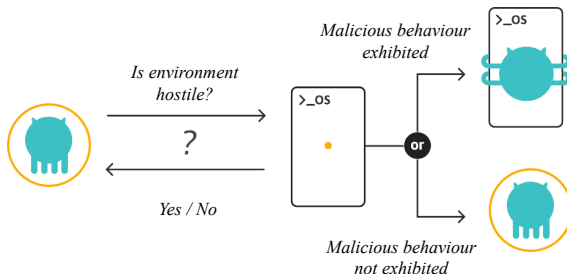 Is environment
hostile?
?
Yes / No
>_OS
or
Malicious behaviour
exhibited
>_OS
Malicious behaviour
not exhibited